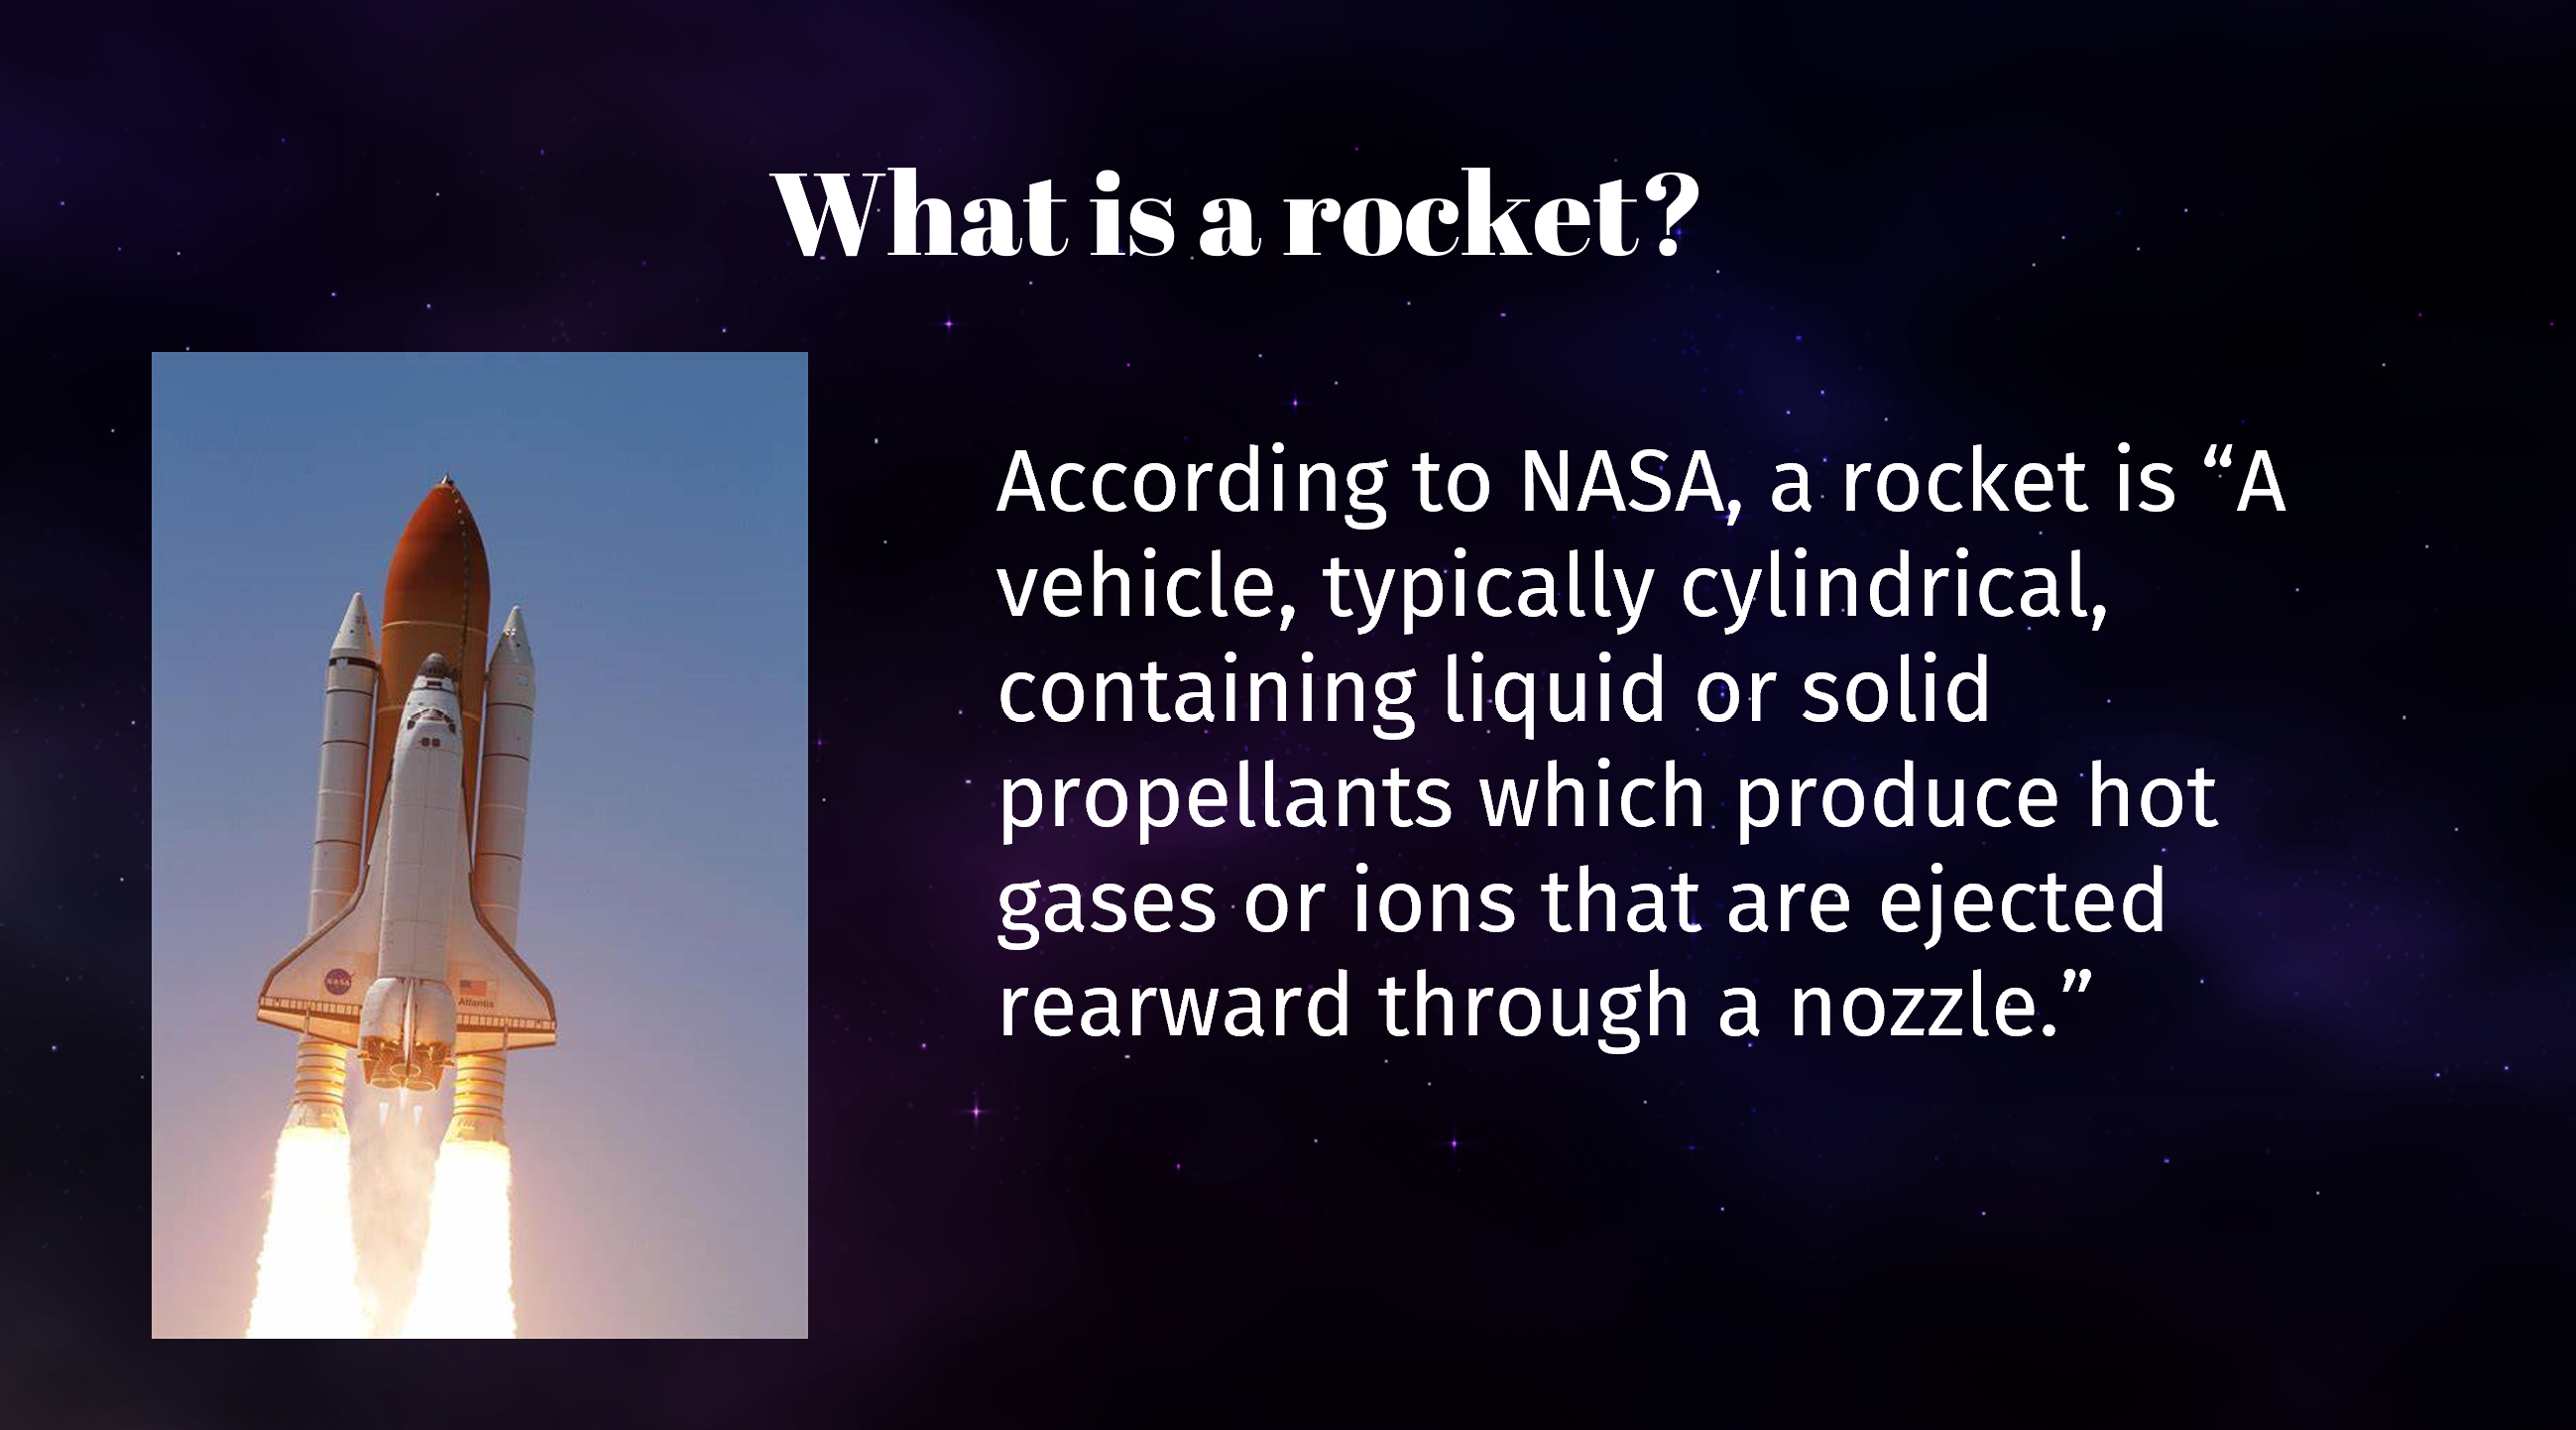 What is a rocket?
According to NASA, a rocket is “A
vehicle, typically cylindrical,
containing liquid or solid
propellants which produce hot
gases or ions that are ejected
rearward through a nozzle.”
NASA
Atlantis